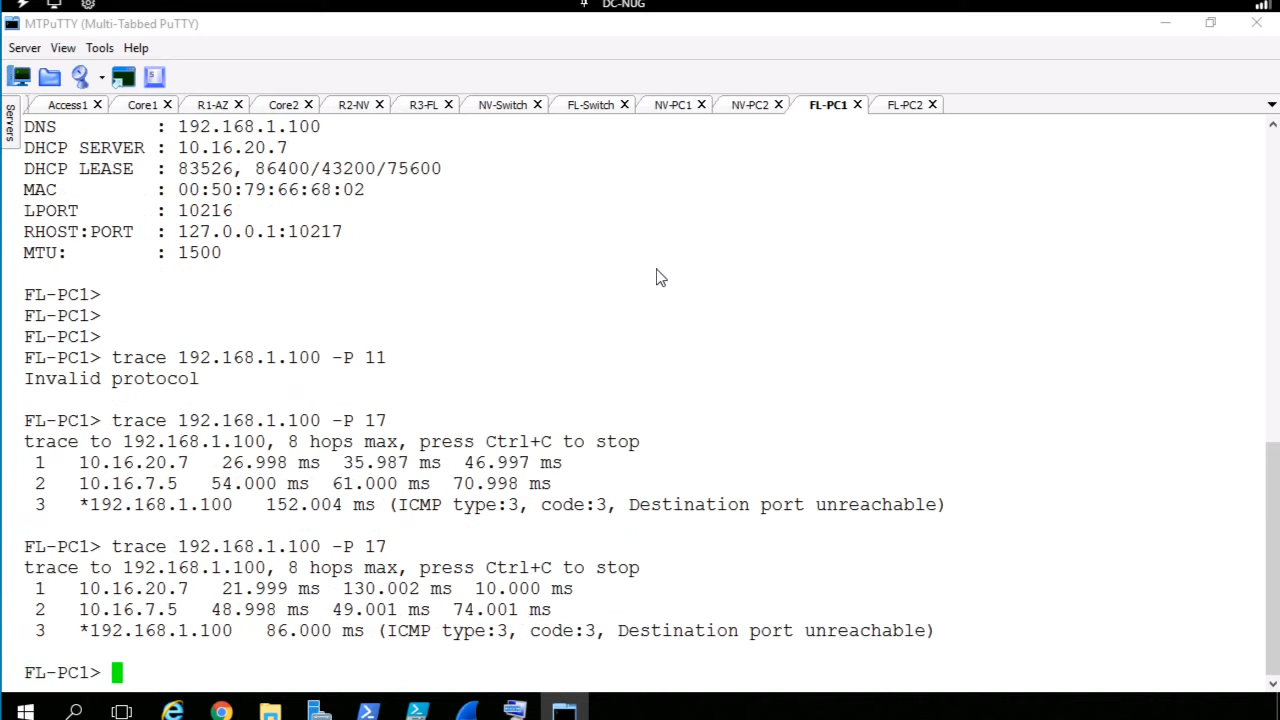 DC-NUG
MTPuTTY (Multi-Tabbed PuTTY)
Server View Tools Help
Servers
Access1 Core1 R1-AZ Core2 R2-NV R3-FL NV-Switch FL-Switch NV-PC1 NV-PC2 FL-PC1 FL-PC2
DNS : 192.168.1.100
DHCP SERVER : 10.16.20.7
DHCP LEASE : 83526, 86400/43200/75600
MAC : 00:50:79:66:68:02
LPORT : 10216
RHOST:PORT : 127.0.0.1:10217
MTU: : 1500
FL-PC1>
FL-PC1>
FL-PC1>
FL-PC1> trace 192.168.1.100 -P 11
Invalid protocol
FL-PC1> trace 192.168.1.100 -P 17
trace to 192.168.1.100, 8 hops max, press Ctrl+C to stop
1 10.16.20.7 26.998 ms 35.987 ms 46.997 ms
2 10.16.7.5 54.000 ms 61.000 ms 70.998 ms
3 *192.168.1.100 152.004 ms (ICMP type:3, code:3, Destination port unreachable)
FL-PC1> trace 192.168.1.100 -P 17
trace to 192.168.1.100, 8 hops max, press Ctrl+C to stop
1 10.16.20.7 21.999 ms 130.002 ms 10.000 ms
2 10.16.7.5 48.998 ms 49.001 ms 74.001 ms
3 *192.168.1.100 86.000 ms (ICMP type:3, code:3, Destination port unreachable)
FL-PC1>